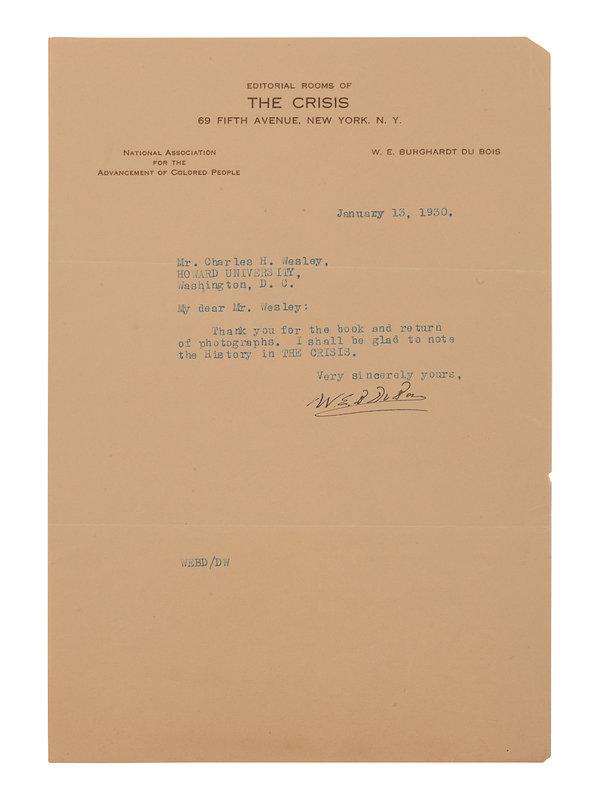 EDITORIAL ROOMS OF
THE CRISIS
69 FIFTH AVENUE, NEW YORK, N. Y.
NATIONAL ASSOCIATION
FOR THE
ADVANCEMENT OF COLORED PEOPLE
W. E. BURGHARDT DU BOIS
January 13, 1930.
Mr. Charles H. Wesley,
HOWARD UNIVERSITY,
Washington, D. C.
My dear Mr. Wesley:
Thank you for the book and return
of photographs. I shall be glad to note
the History in THE CRISIS.
Very sincerely yours,
W E B Du Bois
WEBD/DW